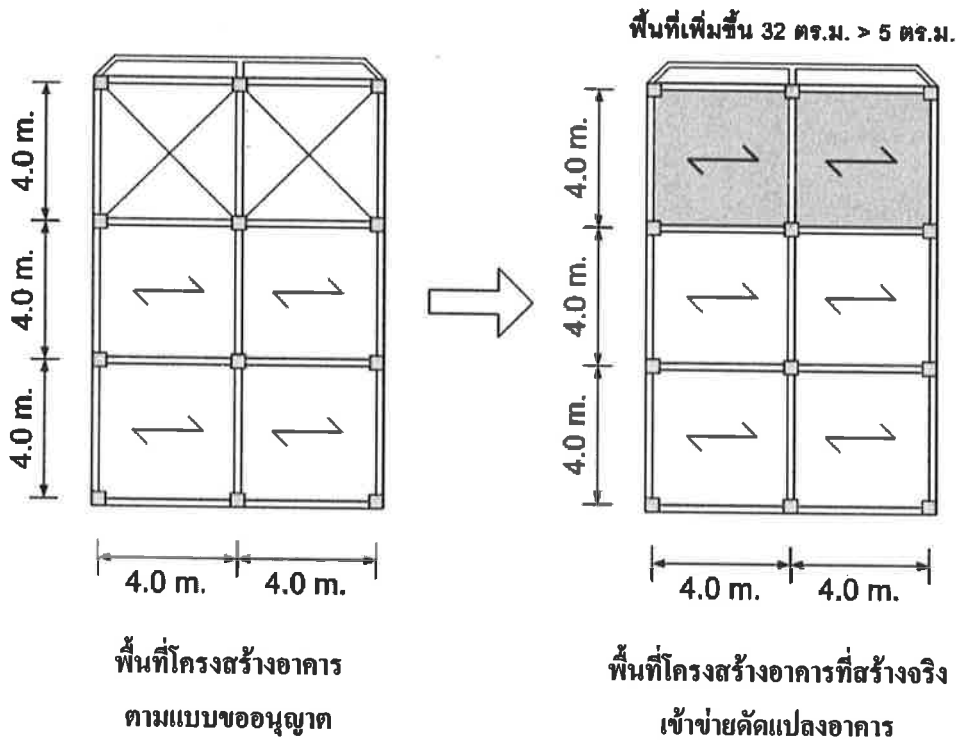 พื้นที่เพิ่มขึ้น 32 ตร.ม. > 5 ตร.ม.
4.0 m.
4.0 m.
4.0 m.
4.0 m. 4.0 m.
พื้นที่โครงสร้างอาคาร
ตามแบบขออนุญาต
4.0 m.
4.0 m.
4.0 m.
4.0 m. 4.0 m.
พื้นที่โครงสร้างอาคารที่สร้างจริง
เข้าข่ายดัดแปลงอาคาร